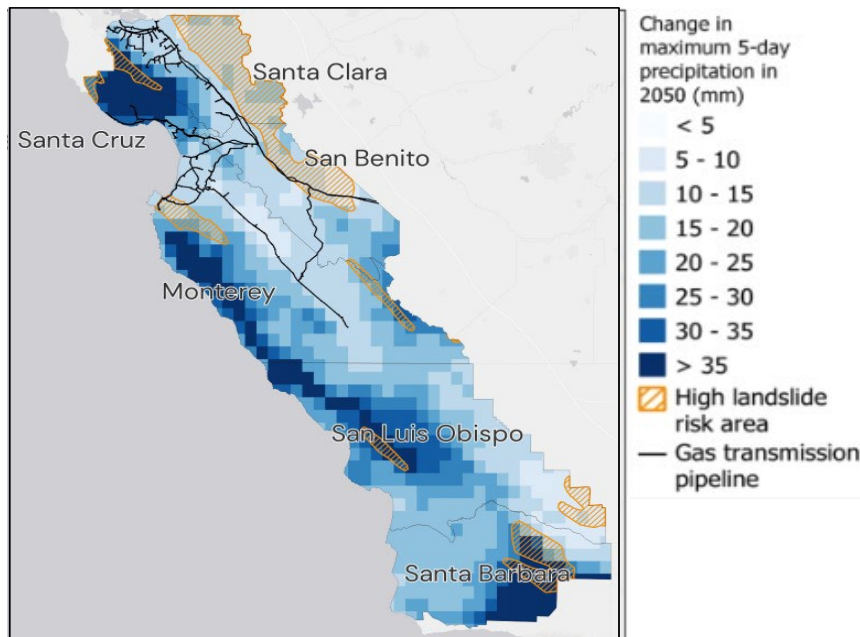 Santa Clara
Santa Cruz
San Benito
Monterey
San Luis Obispo
Santa Barbara
Change in
maximum 5-day
precipitation in
2050 (mm)
< 5
5 - 10
10 - 15
15 - 20
20 - 25
25 - 30
30 - 35
> 35
High landslide
risk area
Gas transmission
pipeline